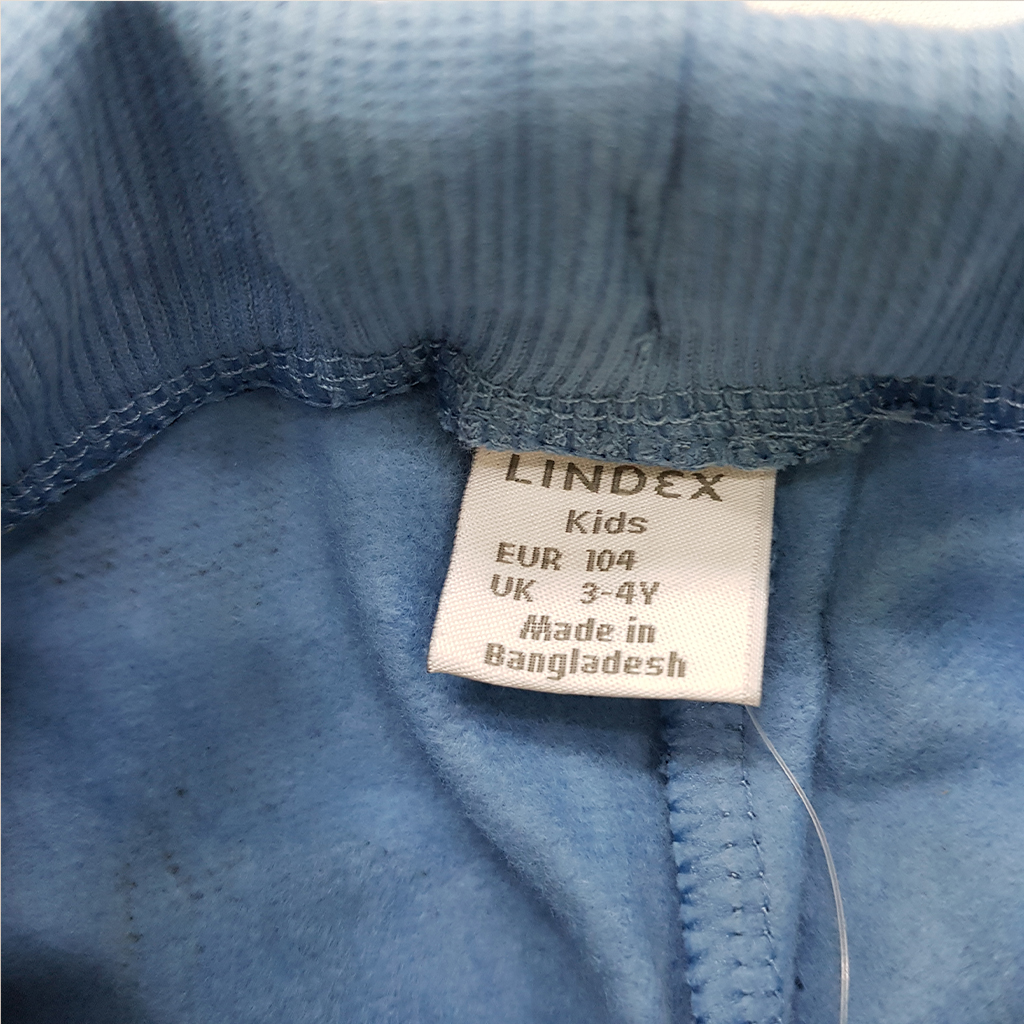 LINDEX
Kids
EUR 104
UK 3-4Y
Made in
Bangladesh